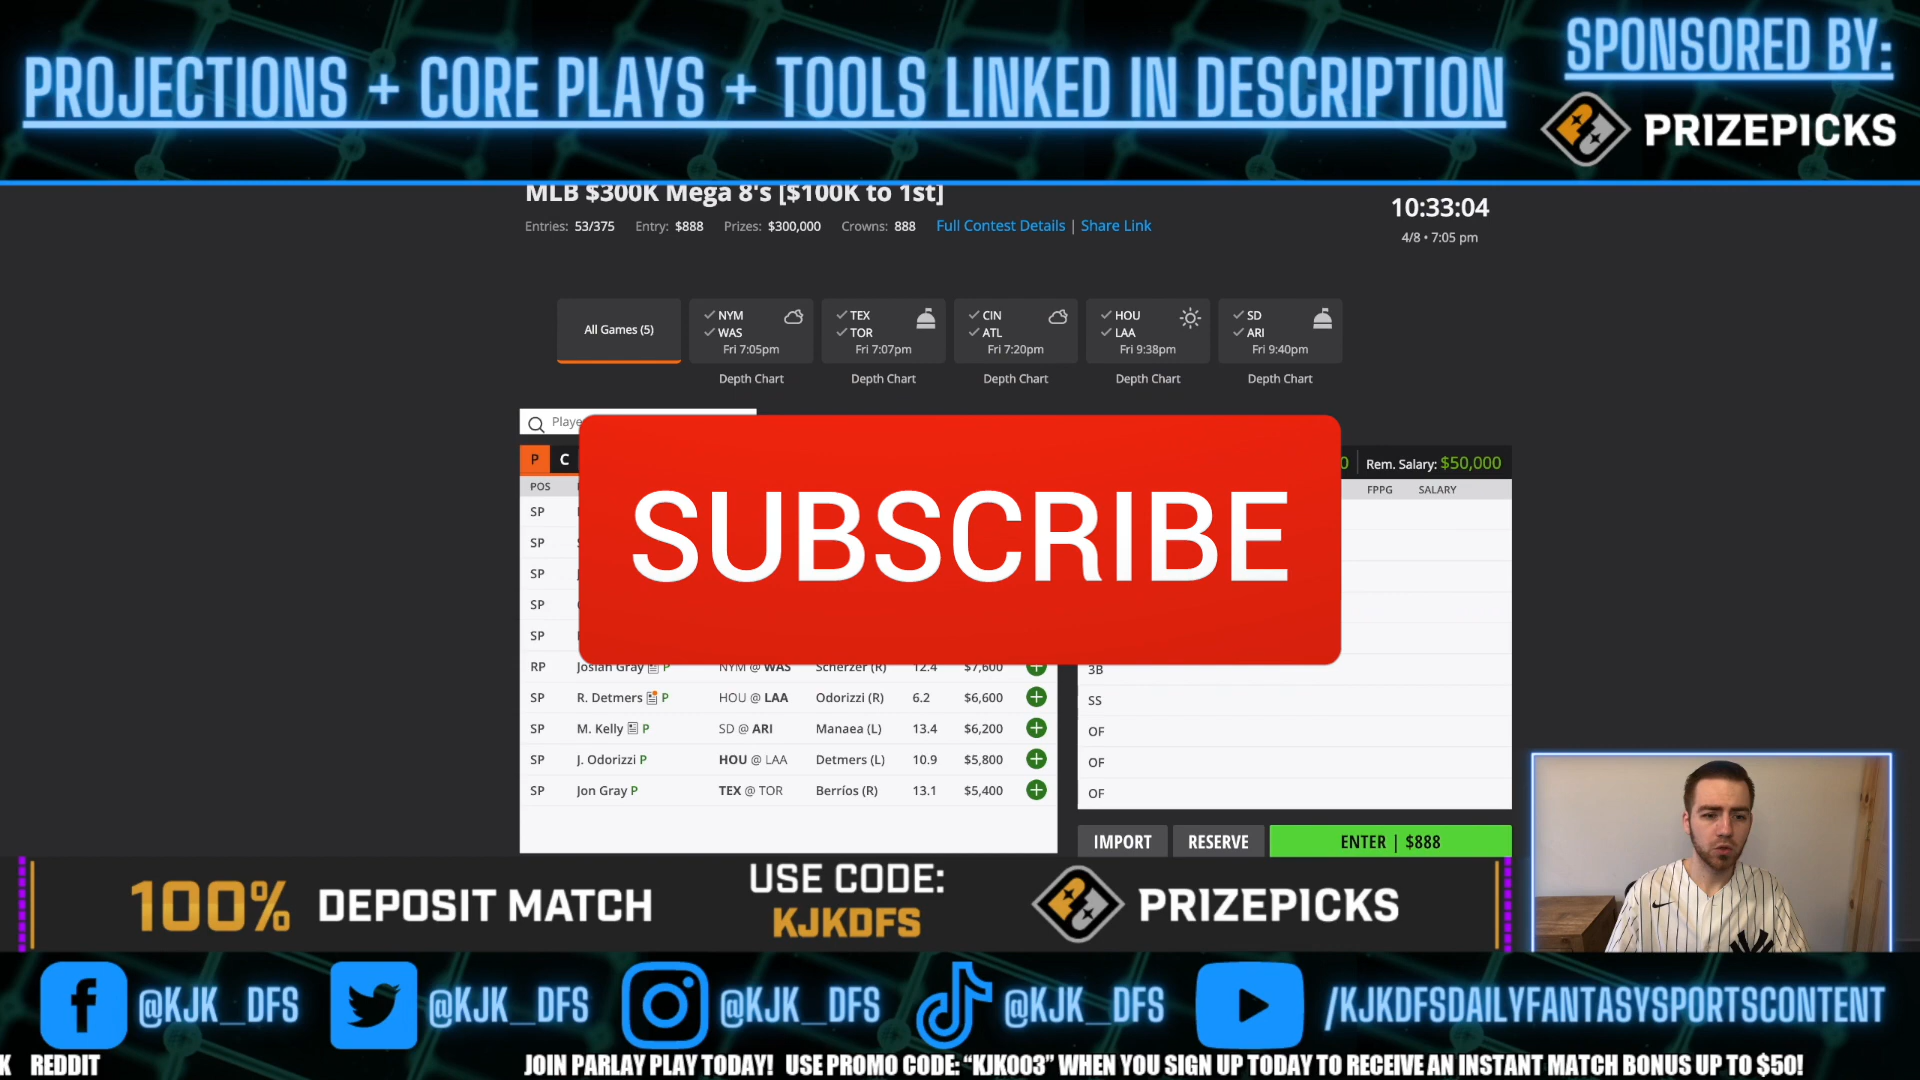 PROJECTIONS + CORE PLAYS + TOOLS LINKED IN DESCRIPTION
SPONSORED BY:
PRIZEPICKS
MLB $300K Mega 8's [$100K to 1st]
Entries: 53/375 Entry: $888 Prizes: $300,000 Crowns: 888 Full Contest Details | Share Link
10:33:04
4/8 • 7:05 pm
All Games (5)
NYM
WAS
Fri 7:05pm
Depth Chart
TEX
TOR
Fri 7:07pm
Depth Chart
CIN
ATL
Fri 7:20pm
Depth Chart
HOU
LAA
Fri 9:38pm
Depth Chart
SD
ARI
Fri 9:40pm
Depth Chart
P C
Rem. Salary: $50,000
POS
FPPG SALARY
SUBSCRIBE
SP
SP
SP
SP
SP
RP Josiah Gray P NYM @ WAS Scherzer (R) 12.4 $7,600
SP R. Detmers P HOU @ LAA Odorizzi (R) 6.2 $6,600
SP M. Kelly P SD @ ARI Manaea (L) 13.4 $6,200
SP J. Odorizzi P HOU @ LAA Detmers (L) 10.9 $5,800
SP Jon Gray P TEX @ TOR Berríos (R) 13.1 $5,400
3B
SS
OF
OF
OF
IMPORT RESERVE ENTER | $888
100% DEPOSIT MATCH
USE CODE:
KJKDFS
PRIZEPICKS
@KJK_DFS @KJK_DFS @KJK_DFS @KJK_DFS /KJKDFSDAILYFANTASYSPORTSCONTENT
K REDDIT JOIN PARLAY PLAY TODAY! USE PROMO CODE: “KJK003” WHEN YOU SIGN UP TODAY TO RECEIVE AN INSTANT MATCH BONUS UP TO $50!